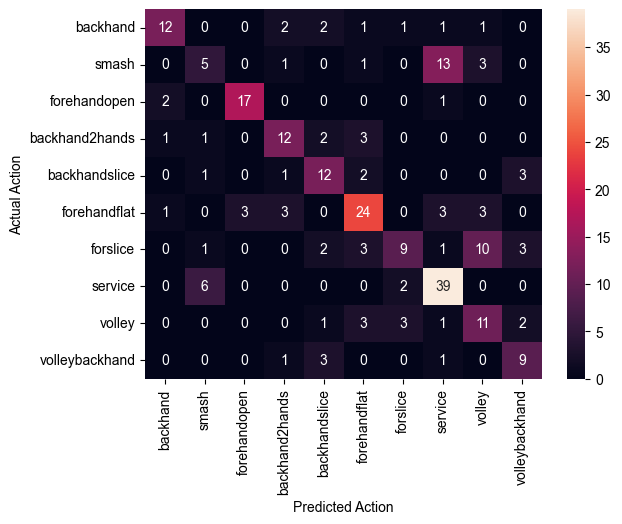 backhand 12 0 0 2 2 1 1 1 1 0
smash 0 5 0 1 0 1 0 13 3 0
forehandopen 2 0 17 0 0 0 0 1 0 0
backhand2hands 1 1 0 12 2 3 0 0 0 0
backhandslice 0 1 0 1 12 2 0 0 0 3
forehandflat 1 0 3 3 0 24 0 3 3 0
forslice 0 1 0 0 2 3 9 1 10 3
service 0 6 0 0 0 0 2 39 0 0
volley 0 0 0 0 1 3 3 1 11 2
volleybackhand 0 0 0 1 3 0 0 1 0 9
Actual Action
backhand
smash
forehandopen
backhand2hands
backhandslice
forehandflat
forslice
service
volley
volleybackhand
Predicted Action
35
30
25
20
15
10
5
0